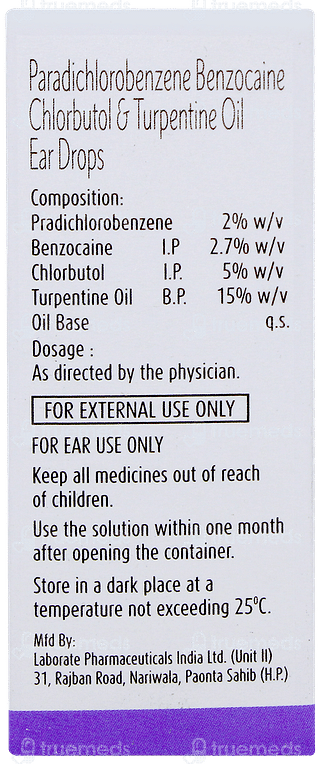 Paradichlorobenzene Benzocaine
Chlorbutol & Turpentine Oil
Ear Drops
Composition:
Pradichlorobenzene 2% w/v
Benzocaine I.P 2.7% w/v
Chlorbutol I.P. 5% w/v
Turpentine Oil B.P. 15% w/v
Oil Base q.s.
Dosage :
As directed by the physician.
FOR EXTERNAL USE ONLY
FOR EAR USE ONLY
Keep all medicines out of reach
of children.
Use the solution within one month
after opening the container.
Store in a dark place at a
temperature not exceeding 25⁰C.
Mfd By:
Laborate Pharmaceuticals India Ltd. (Unit II)
31, Rajban Road, Nariwala, Paonta Sahib (H.P.)
truemeds truemeds